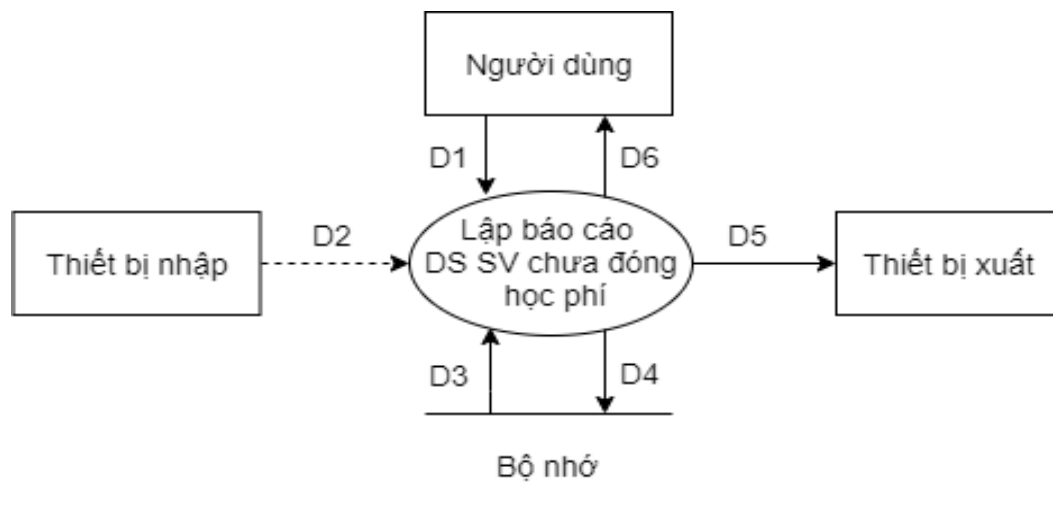 Người dùng
D1
D6
Thiết bị nhập
D2
Lập báo cáo
DS SV chưa đóng
học phí
D5
Thiết bị xuất
D3
D4
Bộ nhớ